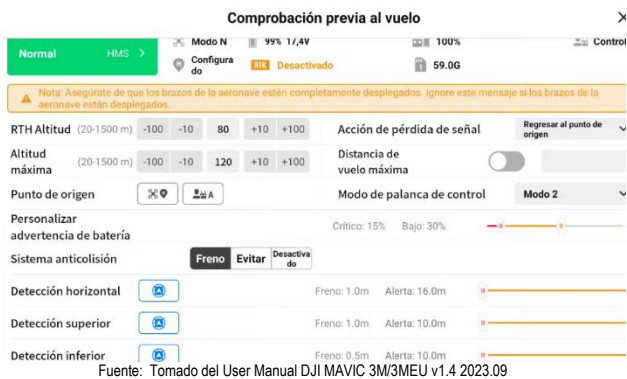 Comprobación previa al vuelo
Normal HMS > Modo N 99% 17,4V 100% Control
Configurado RTK Desactivado 59.0G
Nota: Asegúrate de que los brazos de la aeronave estén completamente desplegados. Ignore este mensaje si los brazos de la
aeronave están desplegados.
RTH Altitud (20-1500 m) -100 -10 80 +10 +100 Acción de pérdida de señal Regresar al punto de origen
Altitud máxima (20-1500 m) -100 -10 120 +10 +100 Distancia de vuelo máxima
Punto de origen A Modo de palanca de control Modo 2
Personalizar advertencia de batería Crítico: 15% Bajo: 30%
Sistema anticolisión Freno Evitar Desactivado
Detección horizontal Freno: 1.0m Alerta: 16.0m
Detección superior Freno: 1.0m Alerta: 10.0m
Detección inferior Freno: 0.5m Alerta: 10.0m
Fuente: Tomado del User Manual DJI MAVIC 3M/3MEU v1.4 2023.09